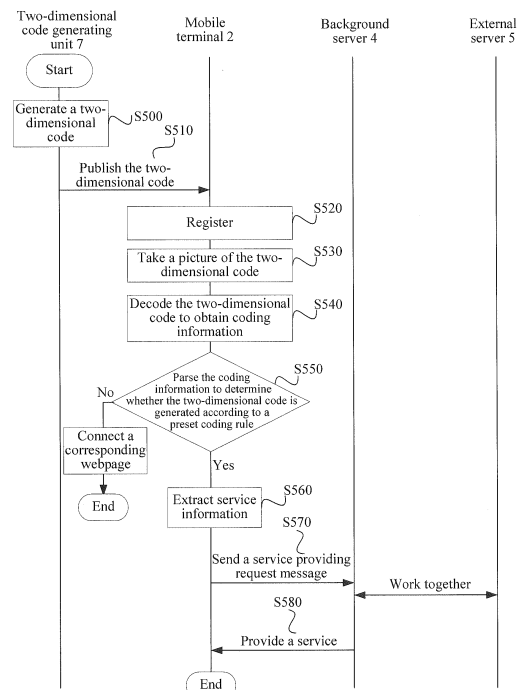 Two-dimensional
code generating
unit 7
Mobile
terminal 2
Background
server 4
External
server 5
Start
Generate a two-
dimensional
code
S500
S510
Publish the two-
dimensional code
Register
S520
Take a picture of the two-
dimensional code
S530
Decode the two-dimensional
code to obtain coding
information
S540
Parse the coding
information to determine
whether the two-dimensional code is
generated according to a
preset coding rule
S550
No
Connect a
corresponding
webpage
End
Yes
Extract service
information
S560
S570
Send a service providing
request message
Work together
S580
Provide a service
End